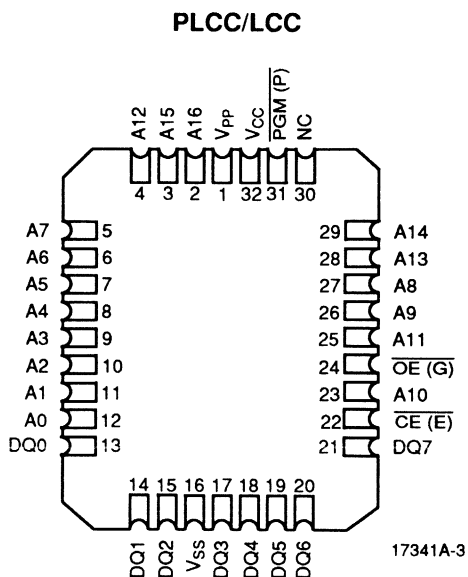 PLCC/LCC
A12 A15 A16 VPP VCC PGM (P) NC
4 3 2 1 32 31 30
A7 5 29 A14
A6 6 28 A13
A5 7 27 A8
A4 8 26 A9
A3 9 25 A11
A2 10 24 OE (G)
A1 11 23 A10
A0 12 22 CE (E)
DQ0 13 21 DQ7
14 15 16 17 18 19 20
DQ1 DQ2 VSS DQ3 DQ4 DQ5 DQ6
17341A-3